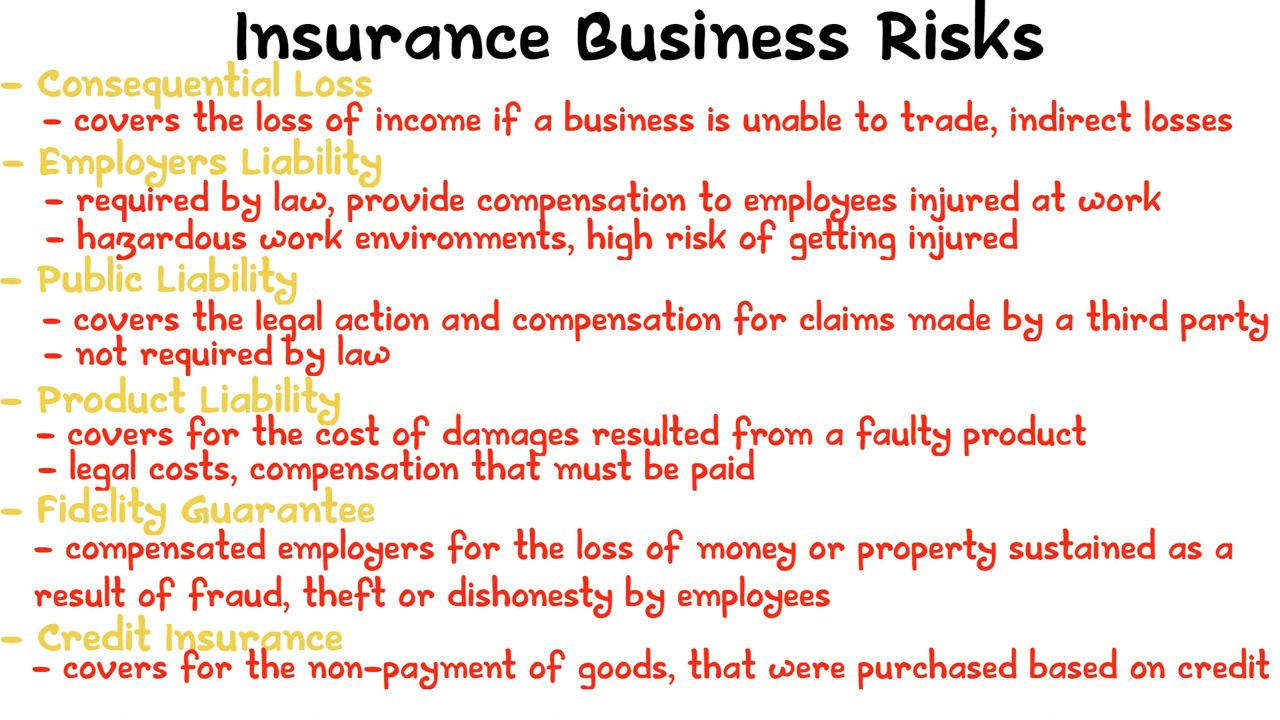 Insurance Business Risks
- Consequential Loss
- covers the loss of income if a business is unable to trade, indirect losses
- Employers Liability
- required by law, provide compensation to employees injured at work
- hazardous work environments, high risk of getting injured
- Public Liability
- covers the legal action and compensation for claims made by a third party
- not required by law
- Product Liability
- covers for the cost of damages resulted from a faulty product
- legal costs, compensation that must be paid
- Fidelity Guarantee
- compensated employers for the loss of money or property sustained as a
result of fraud, theft or dishonesty by employees
- Credit Insurance
- covers for the non-payment of goods, that were purchased based on credit